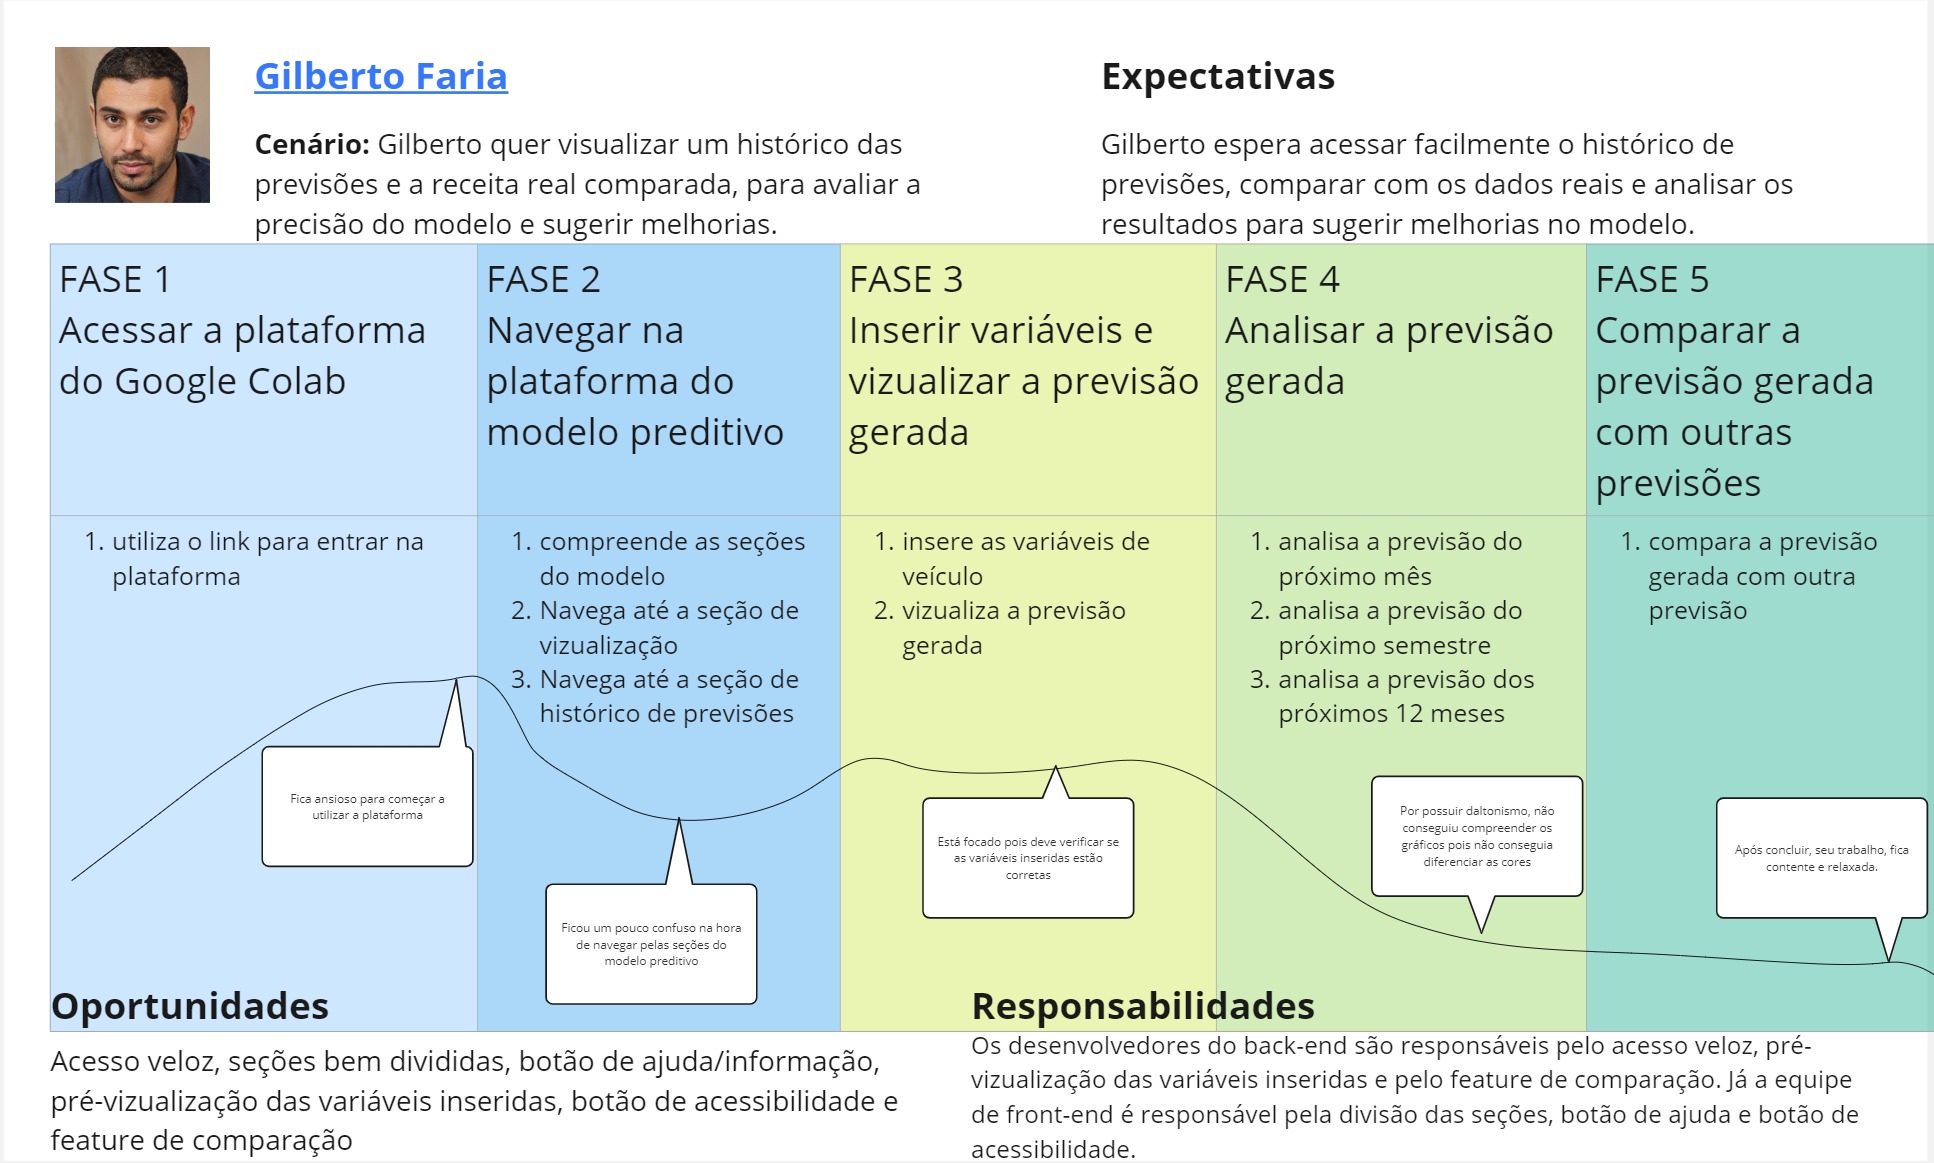 Gilberto Faria
Cenário: Gilberto quer visualizar um histórico das
previsões e a receita real comparada, para avaliar a
precisão do modelo e sugerir melhorias.
Expectativas
Gilberto espera acessar facilmente o histórico de
previsões, comparar com os dados reais e analisar os
resultados para sugerir melhorias no modelo.
FASE 1
Acessar a plataforma
do Google Colab
FASE 2
Navegar na
plataforma do
modelo preditivo
FASE 3
Inserir variáveis e
vizualizar a previsão
gerada
FASE 4
Analisar a previsão
gerada
FASE 5
Comparar a
previsão gerada
com outras
previsões
1. utiliza o link para entrar na
plataforma
1. compreende as seções
do modelo
2. Navega até a seção de
vizualização
3. Navega até a seção de
histórico de previsões
1. insere as variáveis de
veículo
2. vizualiza a previsão
gerada
1. analisa a previsão do
próximo mês
2. analisa a previsão do
próximo semestre
3. analisa a previsão dos
próximos 12 meses
1. compara a previsão
gerada com outra
previsão
Fica ansioso para começar a
utilizar a plataforma
Ficou um pouco confuso na hora
de navegar pelas seções do
modelo preditivo
Está focado pois deve verificar se
as variáveis inseridas estão
corretas
Por possuir daltonismo, não
conseguiu compreender os
gráficos pois não conseguia
diferenciar as cores
Após concluir, seu trabalho, fica
contente e relaxada.
Oportunidades
Acesso veloz, seções bem divididas, botão de ajuda/informação,
pré-vizualização das variáveis inseridas, botão de acessibilidade e
feature de comparação
Responsabilidades
Os desenvolvedores do back-end são responsáveis pelo acesso veloz, pré-
vizualização das variáveis inseridas e pelo feature de comparação. Já a equipe
de front-end é responsável pela divisão das seções, botão de ajuda e botão de
acessibilidade.